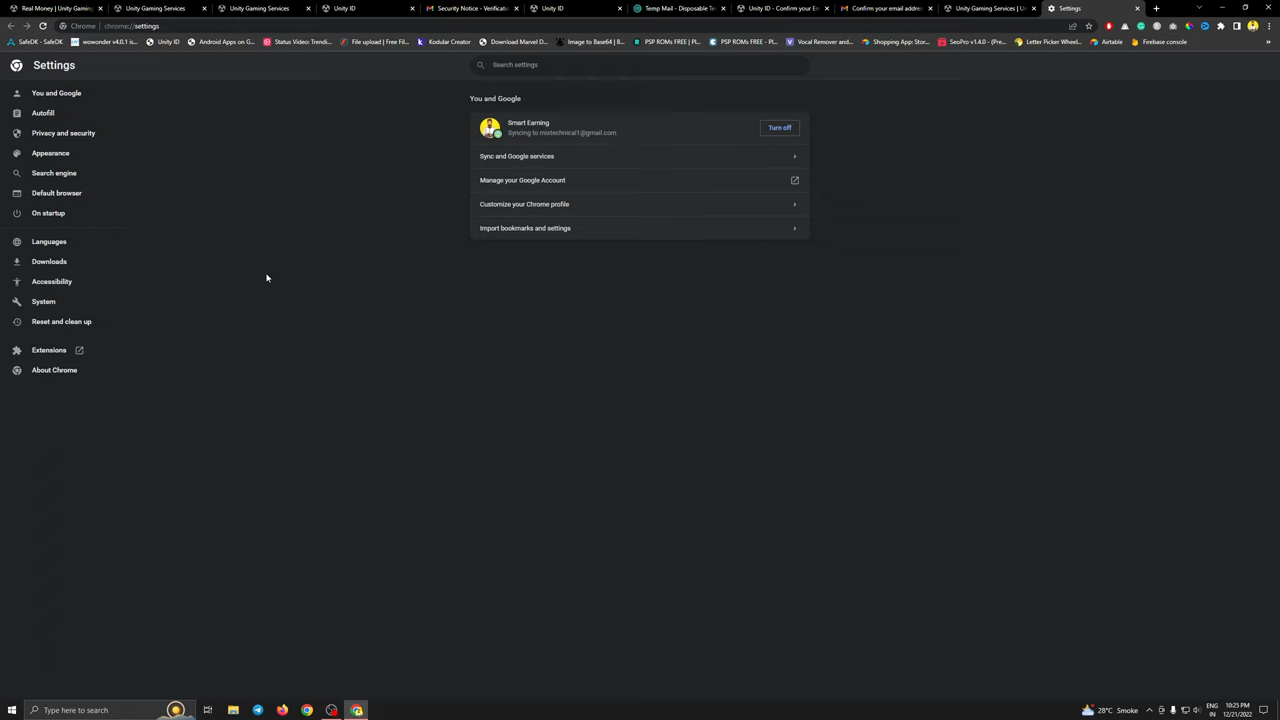 Real Money | Unity Gaming
Unity Gaming Services
Unity Gaming Services
Unity ID
Security Notice - Verificatio
Unity ID
Temp Mail - Disposable Te
Unity ID - Confirm your Em
Confirm your email addres
Unity Gaming Services | U
Settings
Chrome | chrome://settings
SafeDK - SafeDK
wowonder v4.0.1 is...
Unity ID
Android Apps on G...
Status Video: Trendi...
File upload | Free Fil...
Kodular Creator
Download Marvel D...
Image to Base64 | B...
PSP ROMs FREE | Pl...
PSP ROMs FREE - PL...
Vocal Remover and...
Shopping App: Stor...
SeoPro v1.4.0 - (Pre...
Letter Picker Wheel...
Airtable
Firebase console
»
Settings
Search settings
You and Google
Autofill
Privacy and security
Appearance
Search engine
Default browser
On startup
Languages
Downloads
Accessibility
System
Reset and clean up
Extensions
About Chrome
You and Google
Smart Earning
Syncing to mixtechnical1@gmail.com
Turn off
Sync and Google services
Manage your Google Account
Customize your Chrome profile
Import bookmarks and settings
Type here to search
28°C Smoke
ENG
IN
10:25 PM
12/21/2022